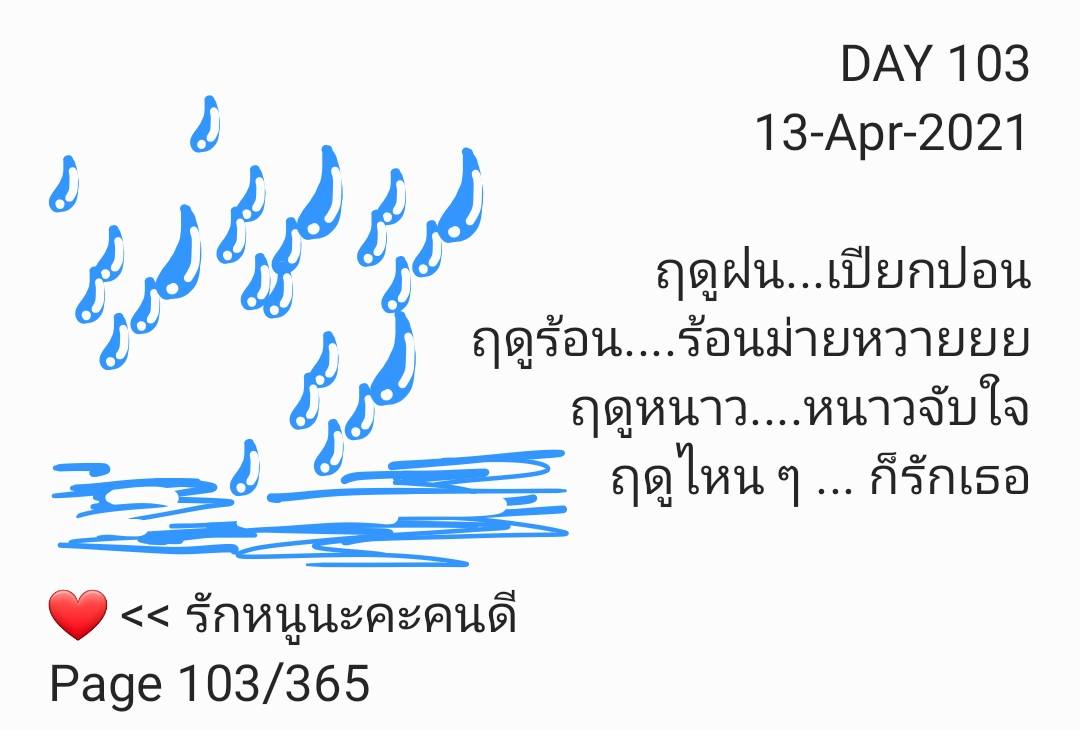 DAY 103
13-Apr-2021
ฤดูฝน...เปียกปอน
ฤดูร้อน....ร้อนม่ายหวายยย
ฤดูหนาว....หนาวจับใจ
ฤดูไหน ๆ ... ก็รักเธอ
❤️ << รักหนูนะคะคนดี
Page 103/365